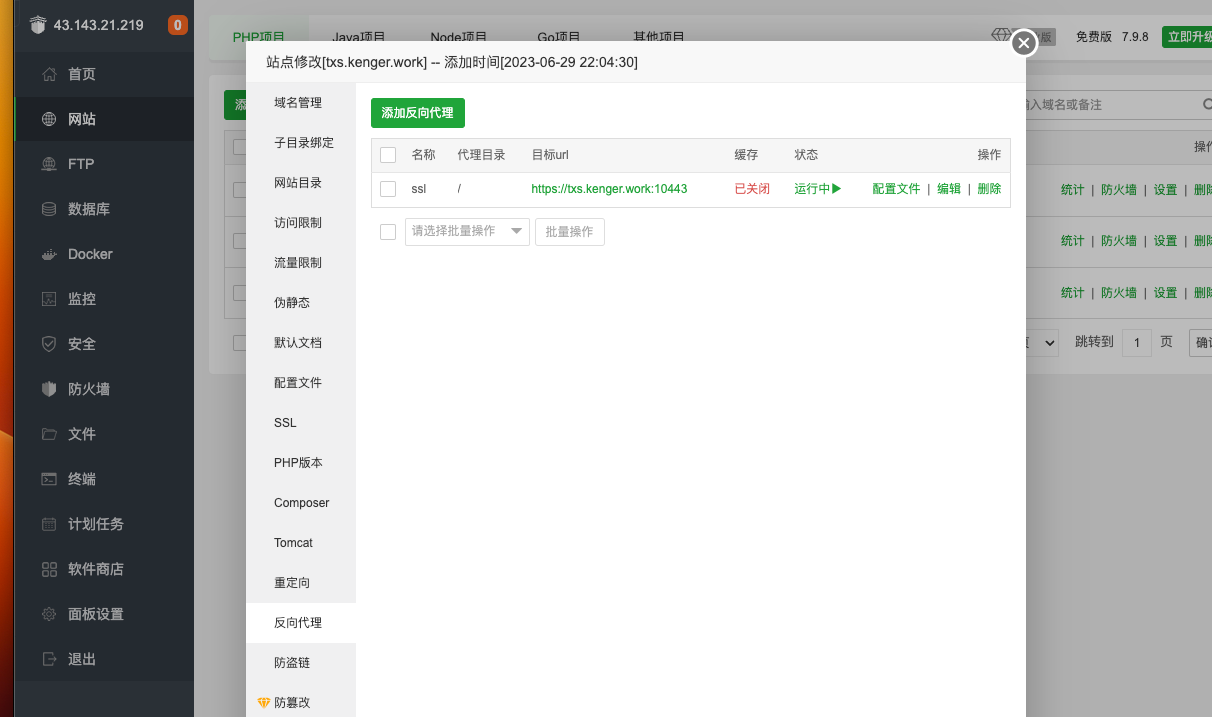 43.143.21.219
0
首页
网站
FTP
数据库
Docker
监控
安全
防火墙
文件
终端
计划任务
软件商店
面板设置
退出
PHP项目
Java项目
Node项目
Go项目
其他项目
免费版 7.9.8
立即升级
站点修改[txs.kenger.work] -- 添加时间[2023-06-29 22:04:30]
域名管理
子目录绑定
网站目录
访问限制
流量限制
伪静态
默认文档
配置文件
SSL
PHP版本
Composer
Tomcat
重定向
反向代理
防盗链
防篡改
添加反向代理
名称 代理目录 目标url 缓存 状态 操作
ssl / https://txs.kenger.work:10443 已关闭 运行中 配置文件 | 编辑 | 删除
请选择批量操作 批量操作
入域名或备注
操作
统计 | 防火墙 | 设置 | 删除
统计 | 防火墙 | 设置 | 删除
统计 | 防火墙 | 设置 | 删除
跳转到 1 页